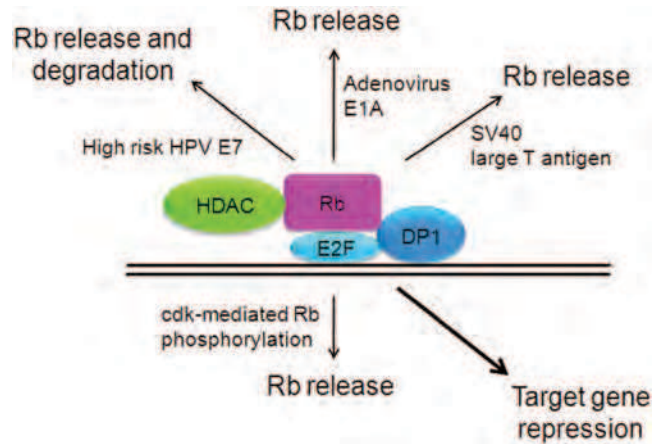 Rb release
Rb release and
degradation
Rb release
Adenovirus
E1A
SV40
large T antigen
High risk HPV E7
HDAC
Rb
E2F
DP1
cdk-mediated Rb
phosphorylation
Rb release
Target gene
repression